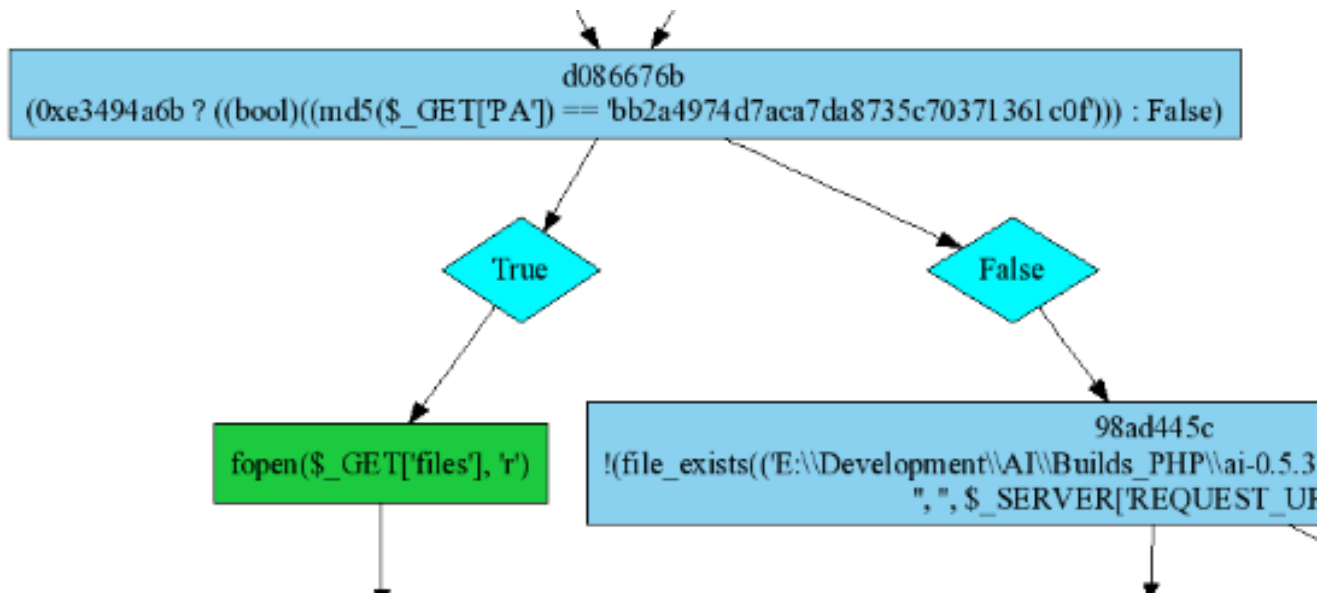 d086676b
(0xe3494a6b ? ((bool)((md5($_GET['PA']) == 'bb2a4974d7aca7da8735c70371361c0f'))) : False)
True
False
fopen($_GET['files'], 'r')
98ad445c
!(file_exists(('E:\\Development\\AI\\Builds_PHP\\ai-0.5.3
'', '', $_SERVER['REQUEST_UR